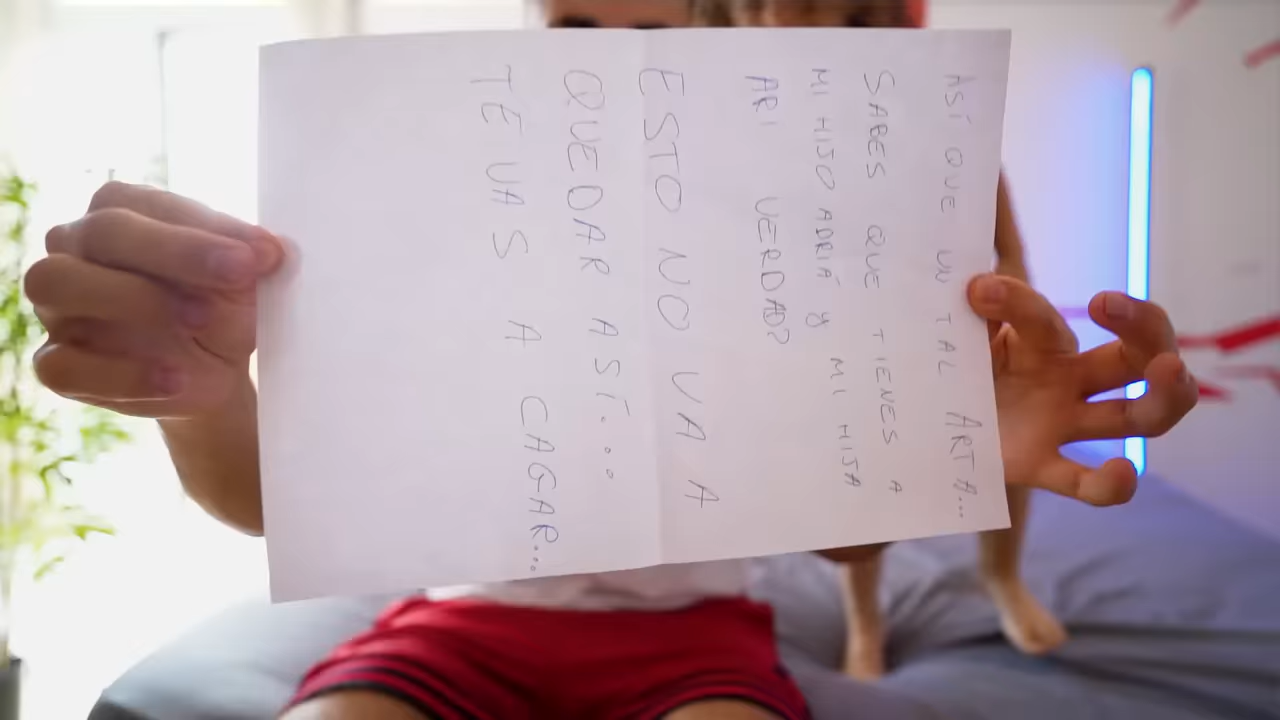 ASÍ QUE UN TAL ARTA...
SABES QUE TIENES A
MI HIJO ADRIÁ y MI HIJA
ARI VERDAD?
ESTO NO VA A
QUEDAR ASÍ...
TE VAS A CAGAR...